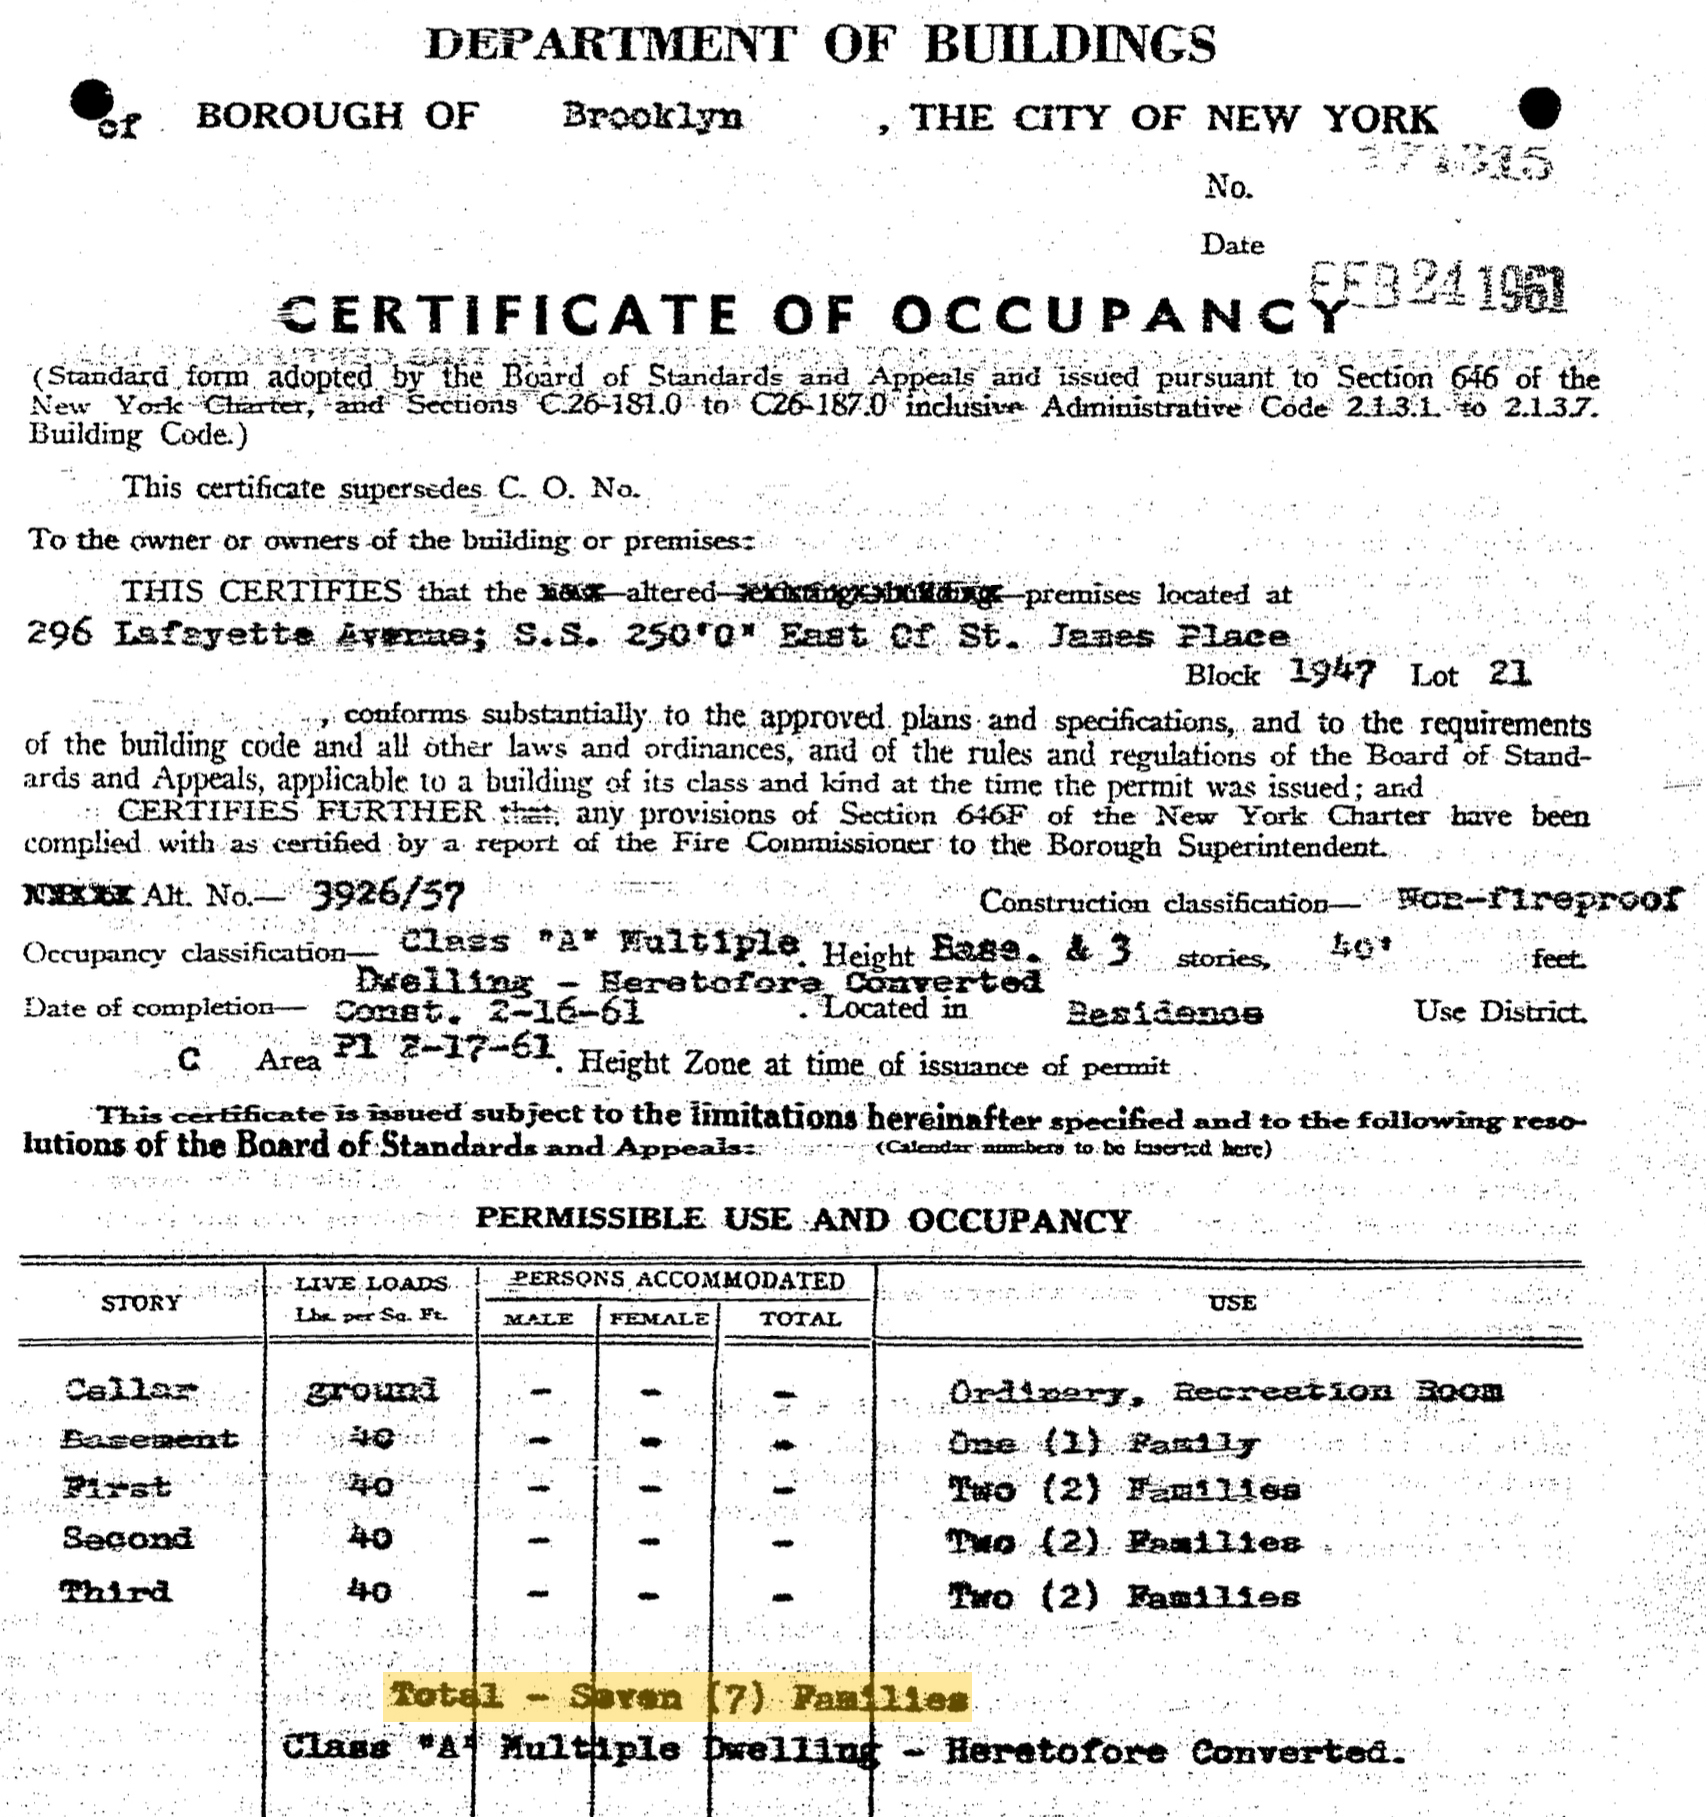 DEPARTMENT OF BUILDINGS
of BOROUGH OF Brooklyn , THE CITY OF NEW YORK
No.
Date FEB 24 1961
CERTIFICATE OF OCCUPANCY
(Standard form adopted by the Board of Standards and Appeals and issued pursuant to Section 646 of the
New York Charter, and Sections C.26-181.0 to C26-187.0 inclusive Administrative Code 2.1.3.1. to 2.1.3.7.
Building Code.)
This certificate supersedes C. O. No.
To the owner or owners of the building or premises:
THIS CERTIFIES that the new—altered—existing—building—premises located at
296 Lafayette Avenue; S.S. 250'0" East Of St. James Place
Block 1947 Lot 21
, conforms substantially to the approved plans and specifications, and to the requirements
of the building code and all other laws and ordinances, and of the rules and regulations of the Board of Stand-
ards and Appeals, applicable to a building of its class and kind at the time the permit was issued; and
CERTIFIES FURTHER that, any provisions of Section 646F of the New York Charter have been
complied with as certified by a report of the Fire Commissioner to the Borough Superintendent.
Alt. No.— 3926/57 Construction classification— Non-fireproof
Occupancy classification— Class "A" Multiple. Height Base. & 3 stories, 40' feet.
Dwelling - Heretofore Converted
Date of completion— Const. 2-16-61 . Located in Residence Use District.
C Area Pl 2-17-61. Height Zone at time of issuance of permit
This certificate is issued subject to the limitations hereinafter specified and to the following reso-
lutions of the Board of Standards and Appeals: (Calendar numbers to be inserted here)
PERMISSIBLE USE AND OCCUPANCY
STORY LIVE LOADS Lbs. per Sq. Ft. PERSONS ACCOMMODATED USE
MALE FEMALE TOTAL
Cellar ground - - - Ordinary, Recreation Room
Basement 40 - - - One (1) Family
First 40 - - - Two (2) Families
Second 40 - - - Two (2) Families
Third 40 - - - Two (2) Families
Total - Seven (7) Families
Class "A" Multiple Dwelling - Heretofore Converted.